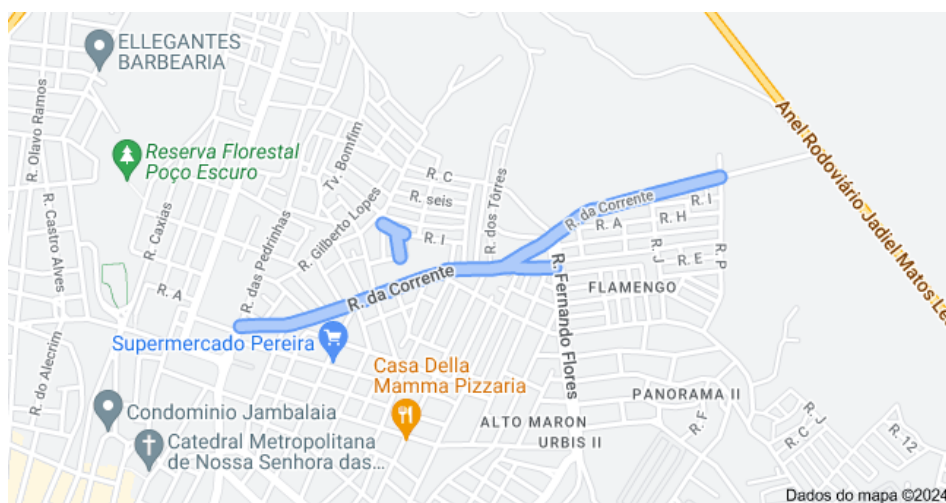 ELLEGANTES
BARBEARIA
R. Olavo Ramos
Reserva Florestal
Poço Escuro
Tv. Bomfim
R. C
R. seis
R. dos Tôrres
Anel Rodoviário Jadiel Matos Le
R. Castro Alves
R. Caxias
R. das Pedrinhas
R. Gilberto Lopes
R. I
R. da Corrente
R. A
R. H
R. I
R. J
R. E
R. P
R. A
R. da Corrente
R. Fernando Flores
FLAMENGO
Supermercado Pereira
R. do Alecrim
Casa Della
Mamma Pizzaria
PANORAMA II
Condominio Jambalaia
ALTO MARON
URBIS II
R. F
R. J
R. C
R. 12
Catedral Metropolitana
de Nossa Senhora das...
Dados do mapa ©2024